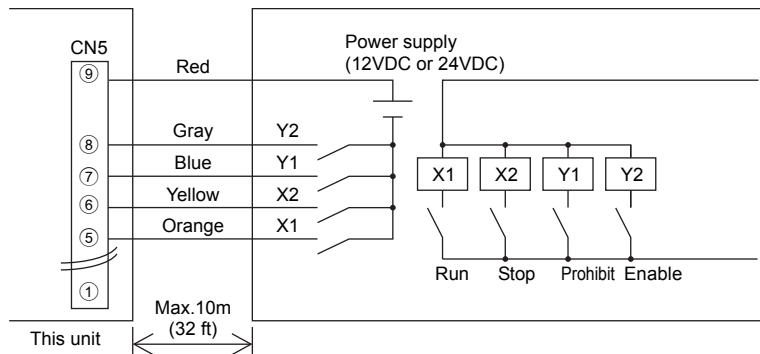 CN5
Power supply
(12VDC or 24VDC)
⑨ Red
⑧ Gray Y2
⑦ Blue Y1
⑥ Yellow X2
⑤ Orange X1
①
X1 X2 Y1 Y2
Run Stop Prohibit Enable
Max.10m
(32 ft)
This unit